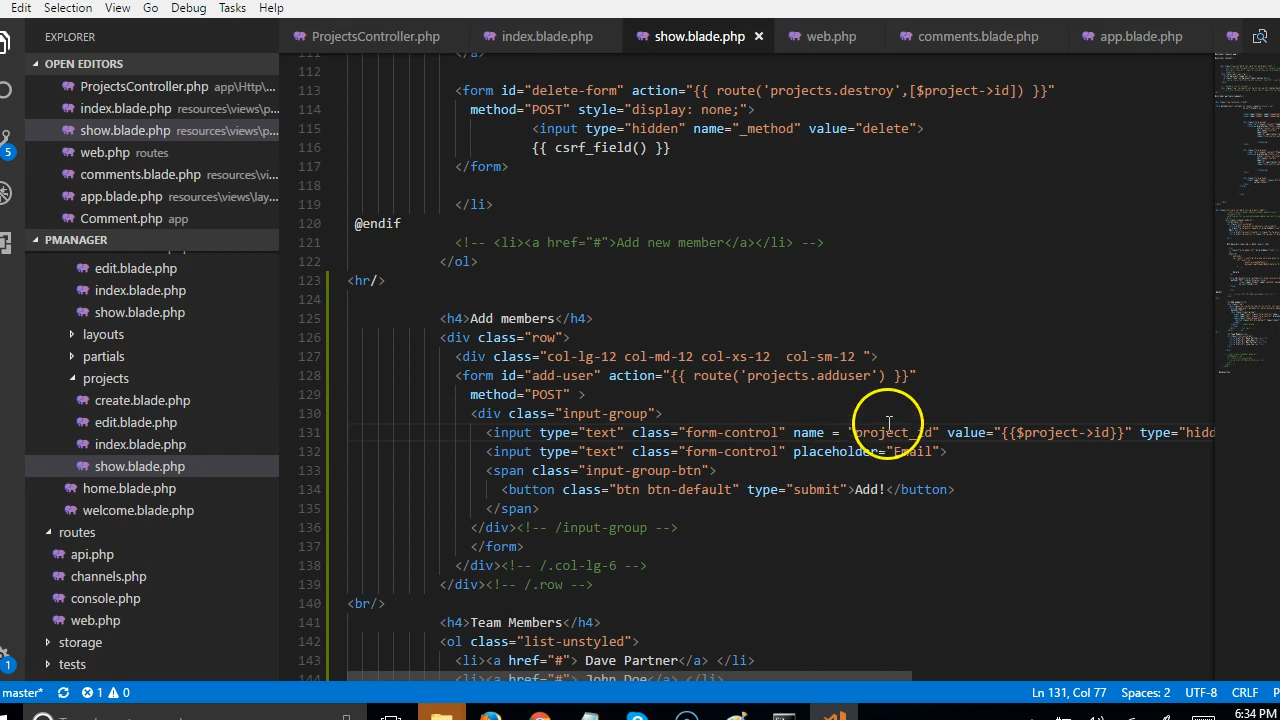 Edit Selection View Go Debug Tasks Help
EXPLORER
ProjectsController.php index.blade.php show.blade.php × web.php comments.blade.php app.blade.php
OPEN EDITORS
ProjectsController.php app\Http\...
index.blade.php resources\views\p...
show.blade.php resources\views\p...
web.php routes
comments.blade.php resources\vi...
app.blade.php resources\views\lay...
Comment.php app
PMANAGER
edit.blade.php
index.blade.php
show.blade.php
layouts
partials
projects
create.blade.php
edit.blade.php
index.blade.php
show.blade.php
home.blade.php
welcome.blade.php
routes
api.php
channels.php
console.php
web.php
storage
tests
5
1
111 </a>
112
113 <form id="delete-form" action="{{ route('projects.destroy',[$project->id]) }}"
114 method="POST" style="display: none;">
115 <input type="hidden" name="_method" value="delete">
116 {{ csrf_field() }}
117 </form>
118
119 </li>
120 @endif
121 <!-- <li><a href="#">Add new member</a></li> -->
122 </ol>
123 <hr/>
124
125 <h4>Add members</h4>
126 <div class="row">
127 <div class="col-lg-12 col-md-12 col-xs-12  col-sm-12 ">
128 <form id="add-user" action="{{ route('projects.adduser') }}"
129 method="POST" >
130 <div class="input-group">
131 <input type="text" class="form-control" name = "project_id" value="{{$project->id}}" type="hidd
132 <input type="text" class="form-control" placeholder="Email">
133 <span class="input-group-btn">
134 <button class="btn btn-default" type="submit">Add!</button>
135 </span>
136 </div><!-- /input-group -->
137 </form>
138 </div><!-- /.col-lg-6 -->
139 </div><!-- /.row -->
140 <br/>
141 <h4>Team Members</h4>
142 <ol class="list-unstyled">
143 <li><a href="#"> Dave Partner</a> </li>
144 <li><a href="#"> John Doe</a> </li>
master* 1 0 Ln 131, Col 77 Spaces: 2 UTF-8 CRLF P
6:34 PM